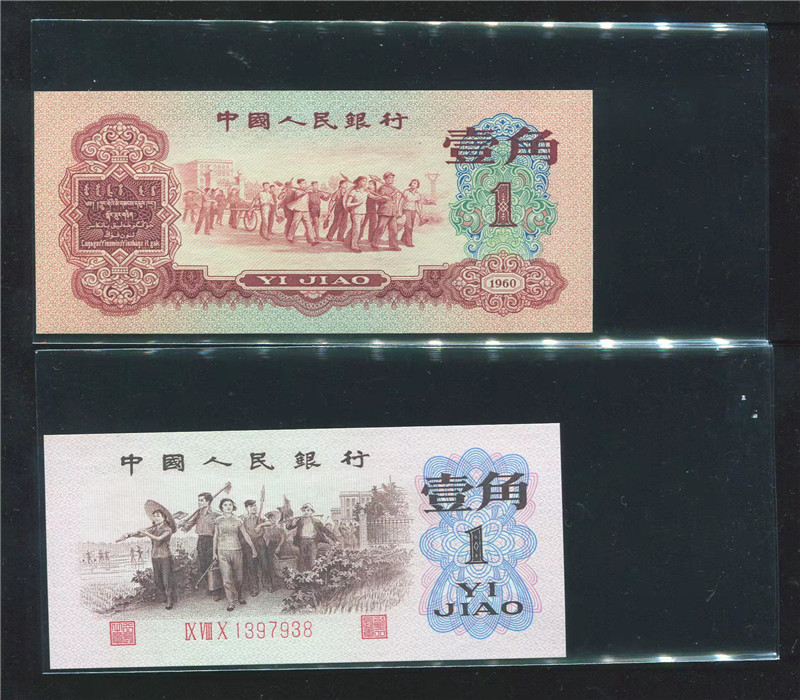 中國人民銀行
壹角
1
YI JIAO
1960
中國人民銀行
壹角
1
YI
JIAO
IX VIII X 1397938